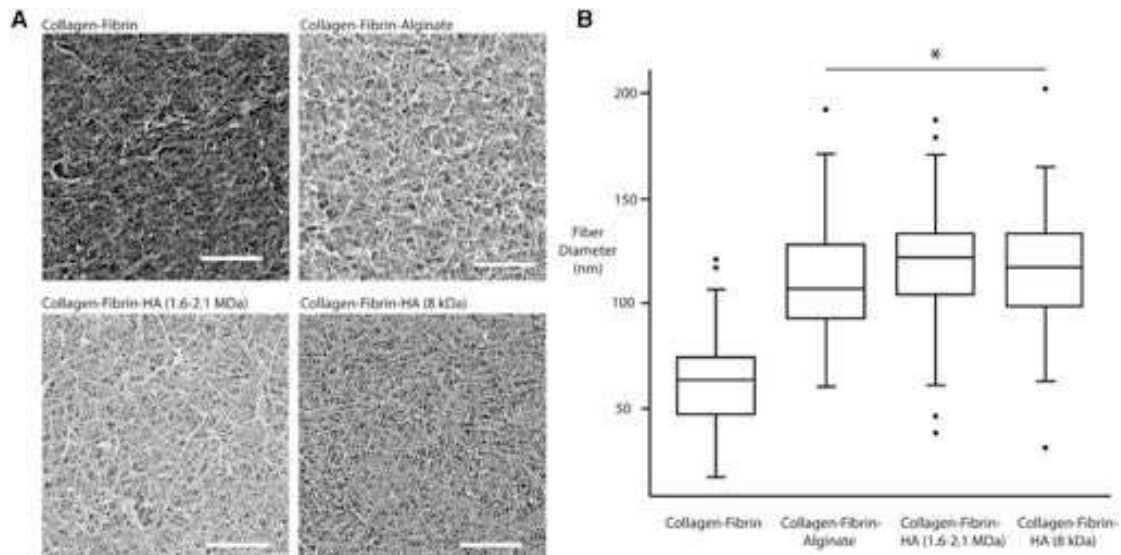 A
Collagen-Fibrin
Collagen-Fibrin-Alginate
Collagen-Fibrin-HA (1.6-2.1 MDa)
Collagen-Fibrin-HA (8 kDa)
B
*
200
150
100
50
Fiber
Diameter
(nm)
Collagen-Fibrin
Collagen-Fibrin-
Alginate
Collagen-Fibrin-
HA (1.6-2.1 MDa)
Collagen-Fibrin-
HA (8 kDa)